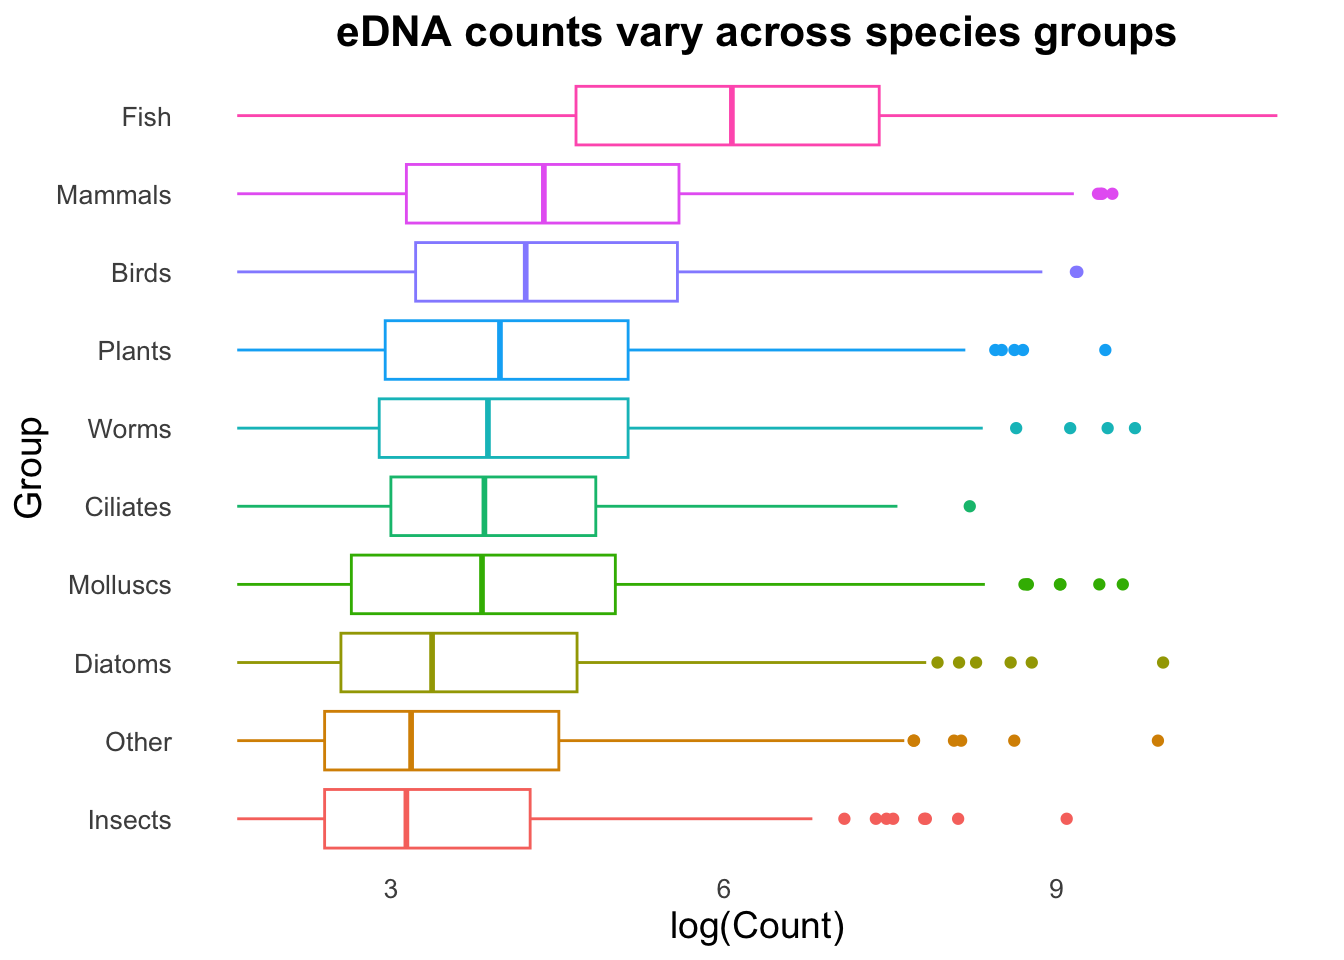 eDNA counts vary across species groups
Fish
Mammals
Birds
Plants
Worms
Ciliates
Molluscs
Diatoms
Other
Insects
Group
3 6 9
log(Count)